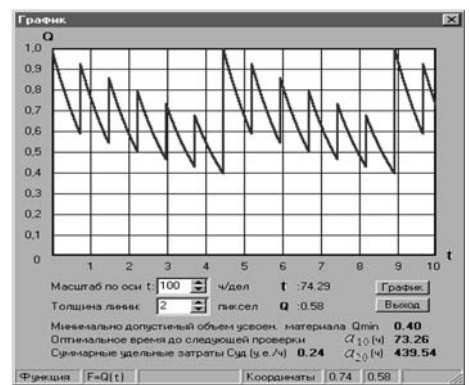 График
Q
1,0
0,9
0,8
0,7
0,6
0,5
0,4
0,3
0,2
0,1
0
1 2 3 4 5 6 7 8 9 10 t
Масштаб по оси t: 100 ч/дел t :74.29 График
Толщина линии: 2 пиксел Q :0.58 Выход
Минимально допустимый объем усвоен. материала Qmin 0.40
Оптимальное время до следующей проверки a10 (ч) 73.26
Суммарные удельные затраты Суд (у.е./ч) 0.24 a20 (ч) 439.54
Функция F=Q(t) Координаты 0.74 0.58